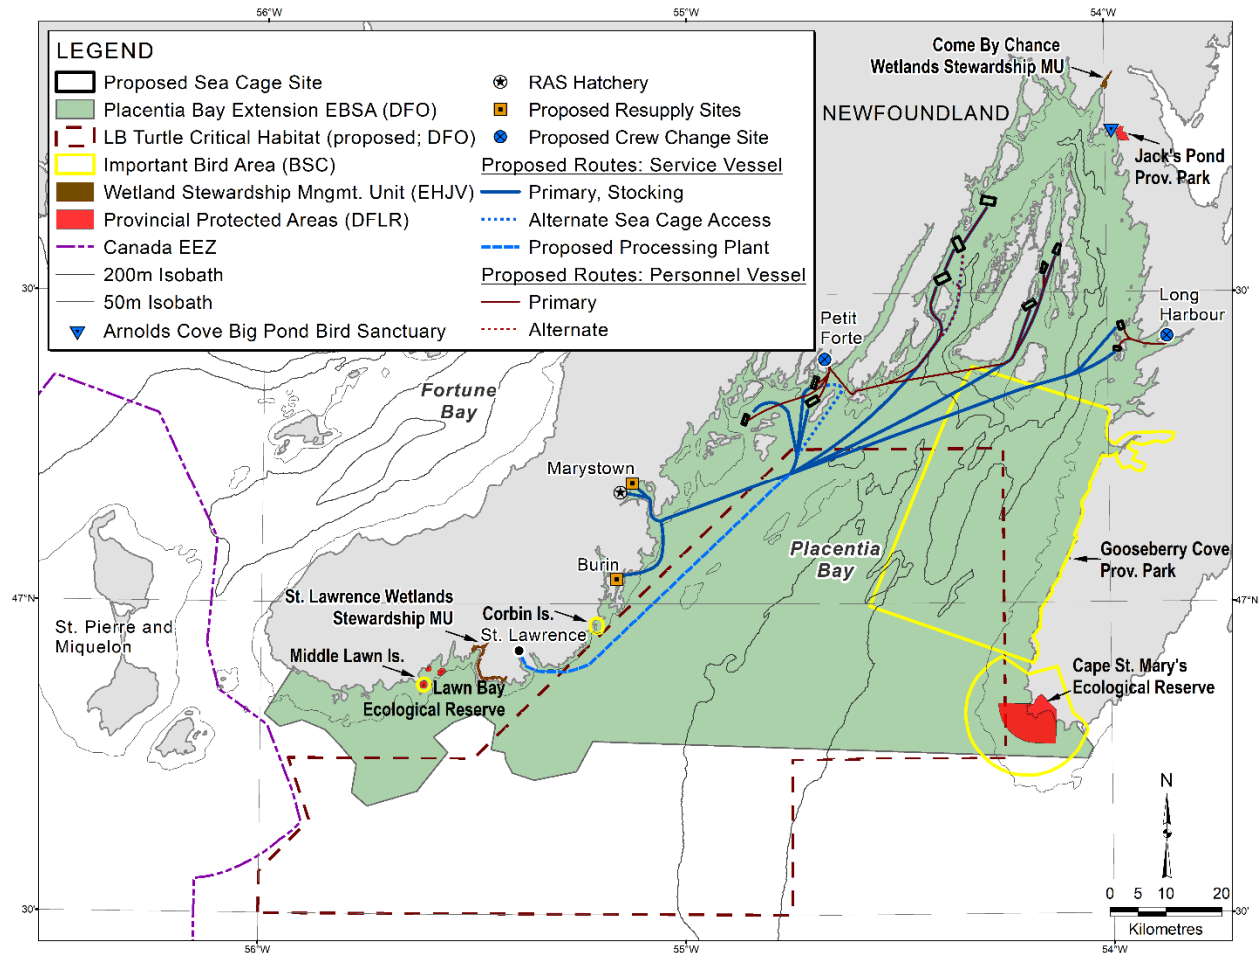 56°W
55°W
54°W
LEGEND
Proposed Sea Cage Site
Placentia Bay Extension EBSA (DFO)
LB Turtle Critical Habitat (proposed; DFO)
Important Bird Area (BSC)
Wetland Stewardship Mngmt. Unit (EHJV)
Provincial Protected Areas (DFLR)
Canada EEZ
200m Isobath
50m Isobath
Arnolds Cove Big Pond Bird Sanctuary
RAS Hatchery
Proposed Resupply Sites
Proposed Crew Change Site
Proposed Routes: Service Vessel
Primary, Stocking
Alternate Sea Cage Access
Proposed Processing Plant
Proposed Routes: Personnel Vessel
Primary
Alternate
Come By Chance
Wetlands Stewardship MU
NEWFOUNDLAND
Jack's Pond
Prov. Park
30'
30'
Long
Harbour
Petit
Forte
Fortune
Bay
Marystown
Placentia
Bay
Gooseberry Cove
Prov. Park
Burin
47°N
47°N
St. Lawrence Wetlands
Stewardship MU
Corbin Is.
St. Lawrence
St. Pierre and
Miquelon
Middle Lawn Is.
Lawn Bay
Ecological Reserve
Cape St. Mary's
Ecological Reserve
N
0 5 10 20
Kilometres
30'
30'
56°W
55°W
54°W